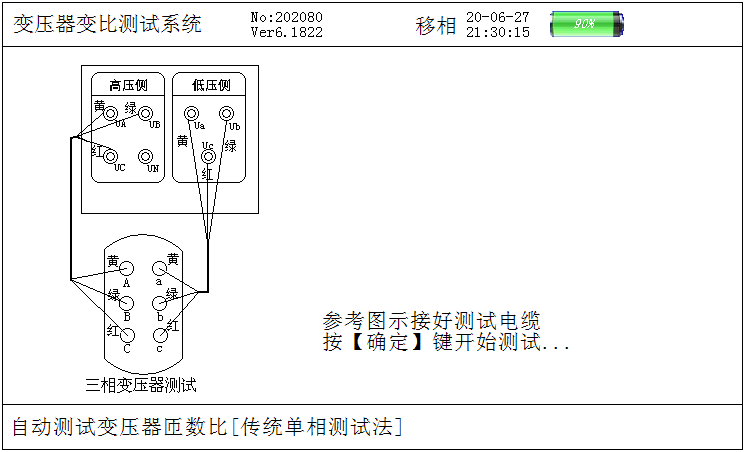 变压器变比测试系统
No:202080
Ver6.1822
移相
20-06-27
21:30:15
90%
高压侧
低压侧
黄
绿
UA
UB
Ua
Ub
黄
绿
红
UC
UN
Uc
红
黄
黄
A
a
绿
绿
B
b
红
红
C
c
参考图示接好测试电缆
按【确定】键开始测试...
三相变压器测试
自动测试变压器匝数比[传统单相测试法]